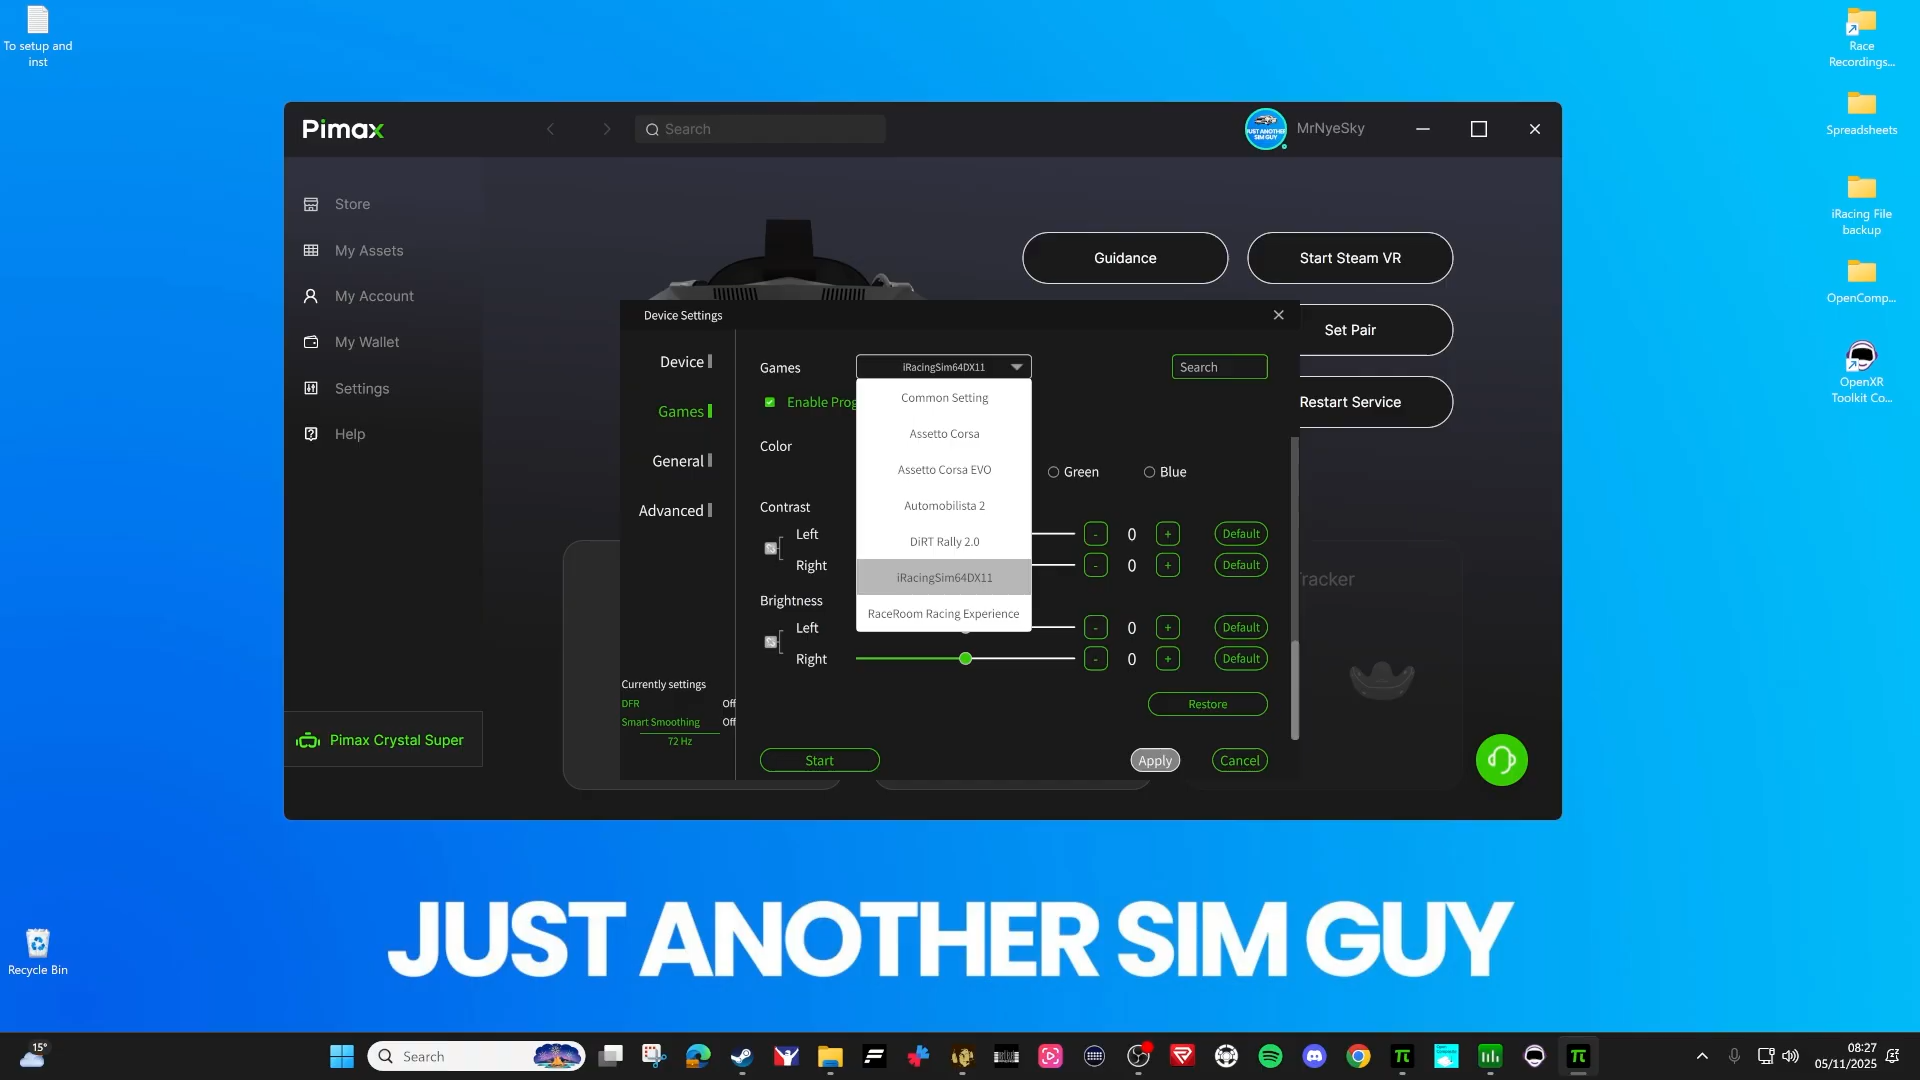 To setup and
inst
Race
Recordings...
Spreadsheets
iRacing File
backup
OpenComp...
OpenXR
Toolkit Co...
Recycle Bin
Pimax
Search
JUST ANOTHER
SIM GUY
MrNyeSky
Store
My Assets
My Account
My Wallet
Settings
Help
Pimax Crystal Super
Guidance
Start Steam VR
Set Pair
Restart Service
Tracker
Device Settings
Device
Games
General
Advanced
Currently settings
DFR Off
Smart Smoothing Off
72 Hz
Games
iRacingSim64DX11
Search
Enable Prog
Common Setting
Assetto Corsa
Assetto Corsa EVO
Automobilista 2
DiRT Rally 2.0
iRacingSim64DX11
RaceRoom Racing Experience
Color
Green
Blue
Contrast
Left
- 0 + Default
Right
- 0 + Default
Brightness
Left
- 0 + Default
Right
- 0 + Default
Restore
Start
Apply
Cancel
JUST ANOTHER SIM GUY
15°
Search
08:27
05/11/2025